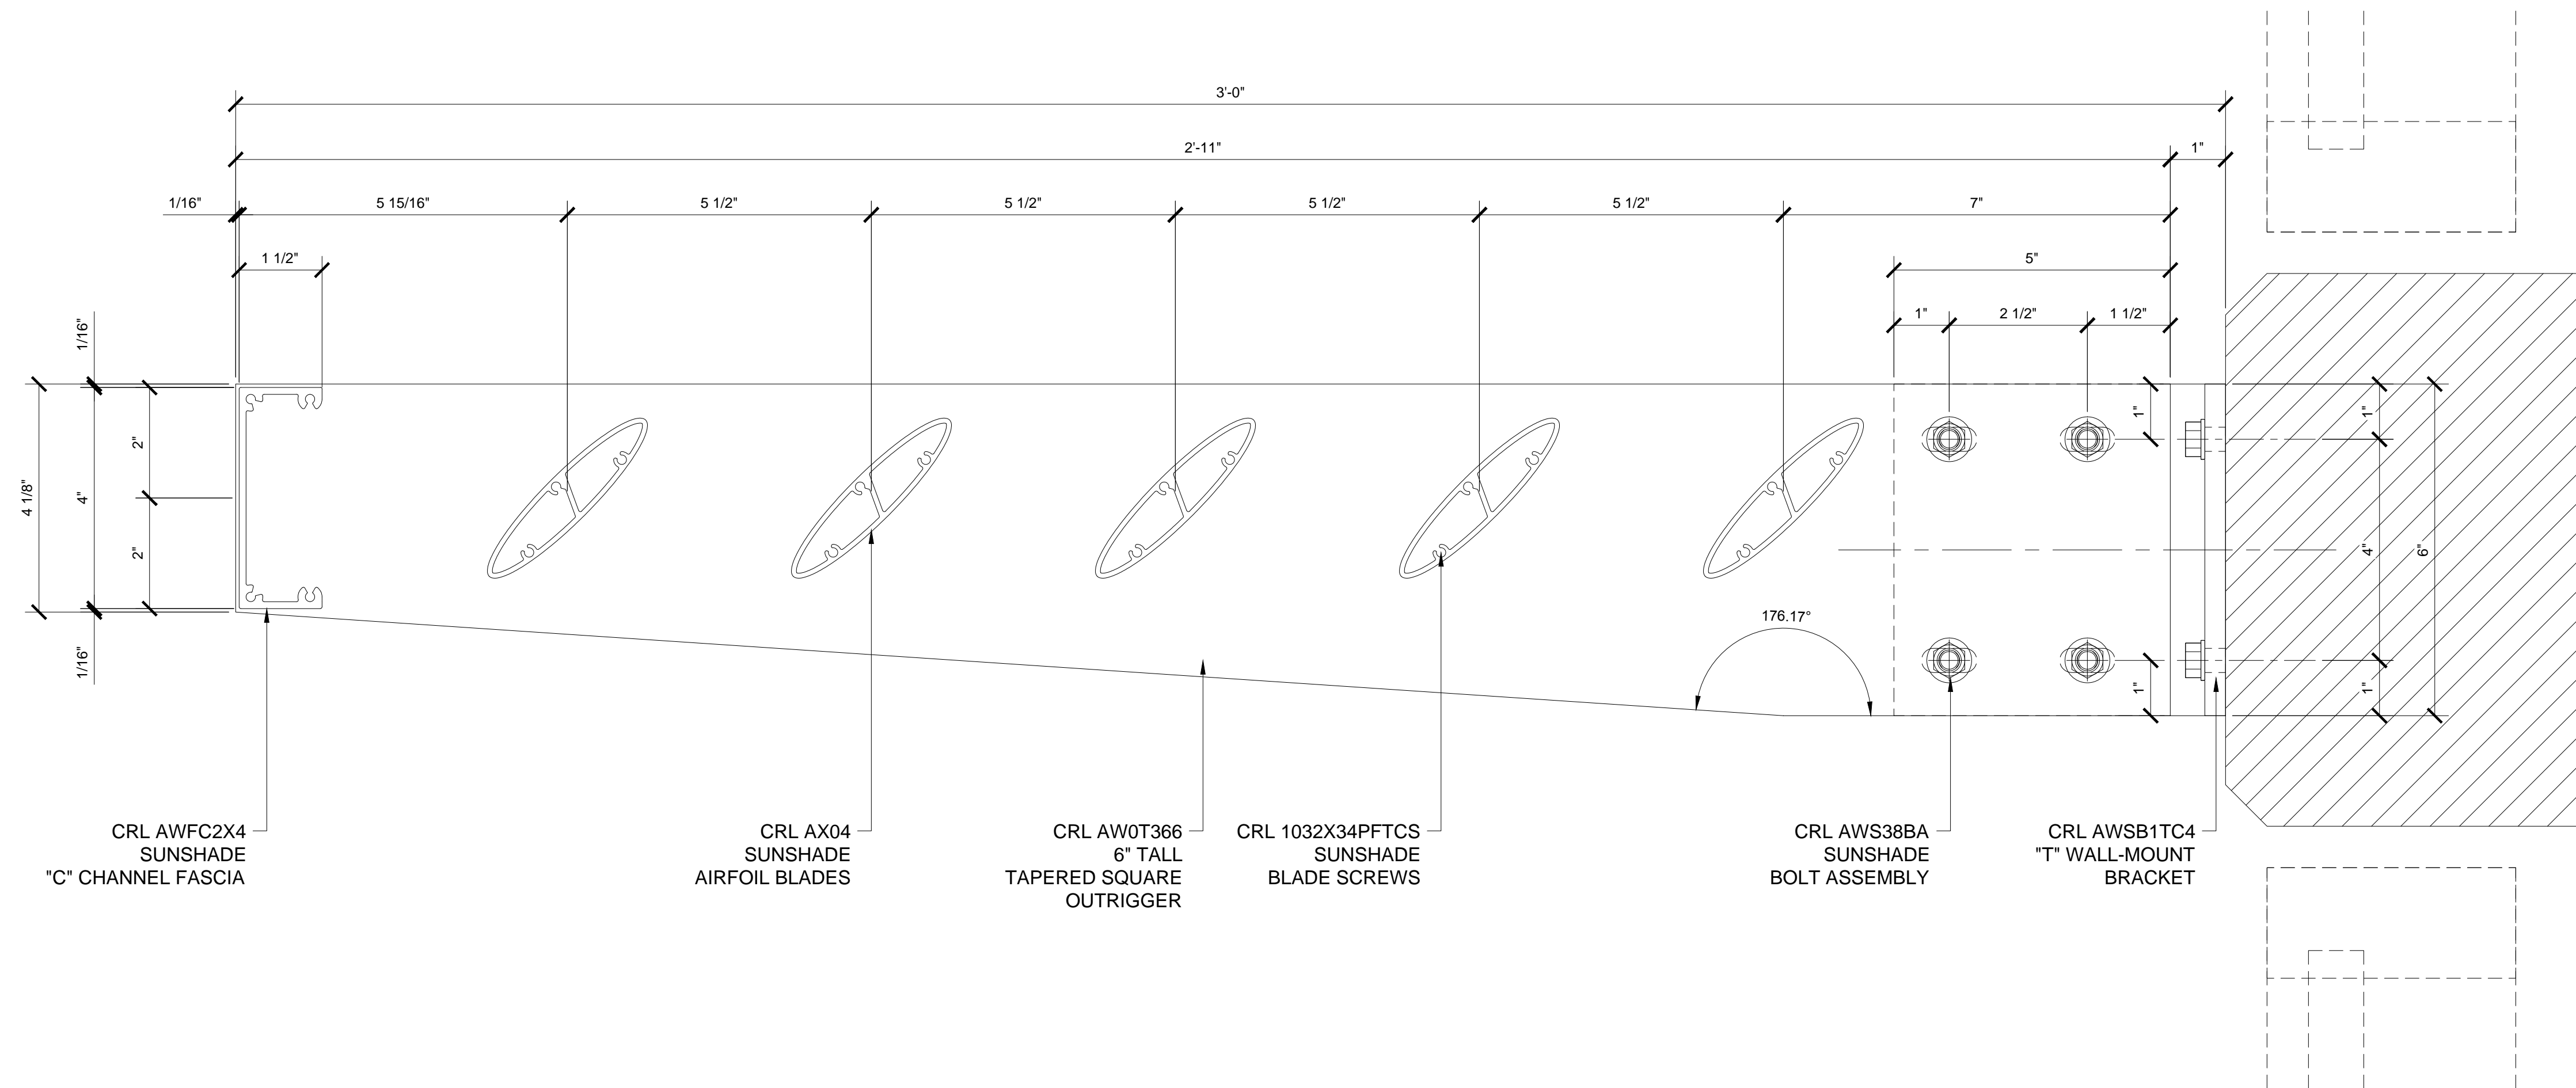 3'-0"
2'-11"
1"
1/16"
5 15/16"
5 1/2"
5 1/2"
5 1/2"
5 1/2"
7"
1 1/2"
5"
1"
2 1/2"
1 1/2"
1/16"
4 1/8"
4"
2"
2"
1/16"
1"
1"
1"
4"
6"
1"
176.17°
CRL AWFC2X4
SUNSHADE
"C" CHANNEL FASCIA
CRL AX04
SUNSHADE
AIRFOIL BLADES
CRL AW0T366
6" TALL
TAPERED SQUARE
OUTRIGGER
CRL 1032X34PFTCS
SUNSHADE
BLADE SCREWS
CRL AWS38BA
SUNSHADE
BOLT ASSEMBLY
CRL AWSB1TC4
"T" WALL-MOUNT
BRACKET